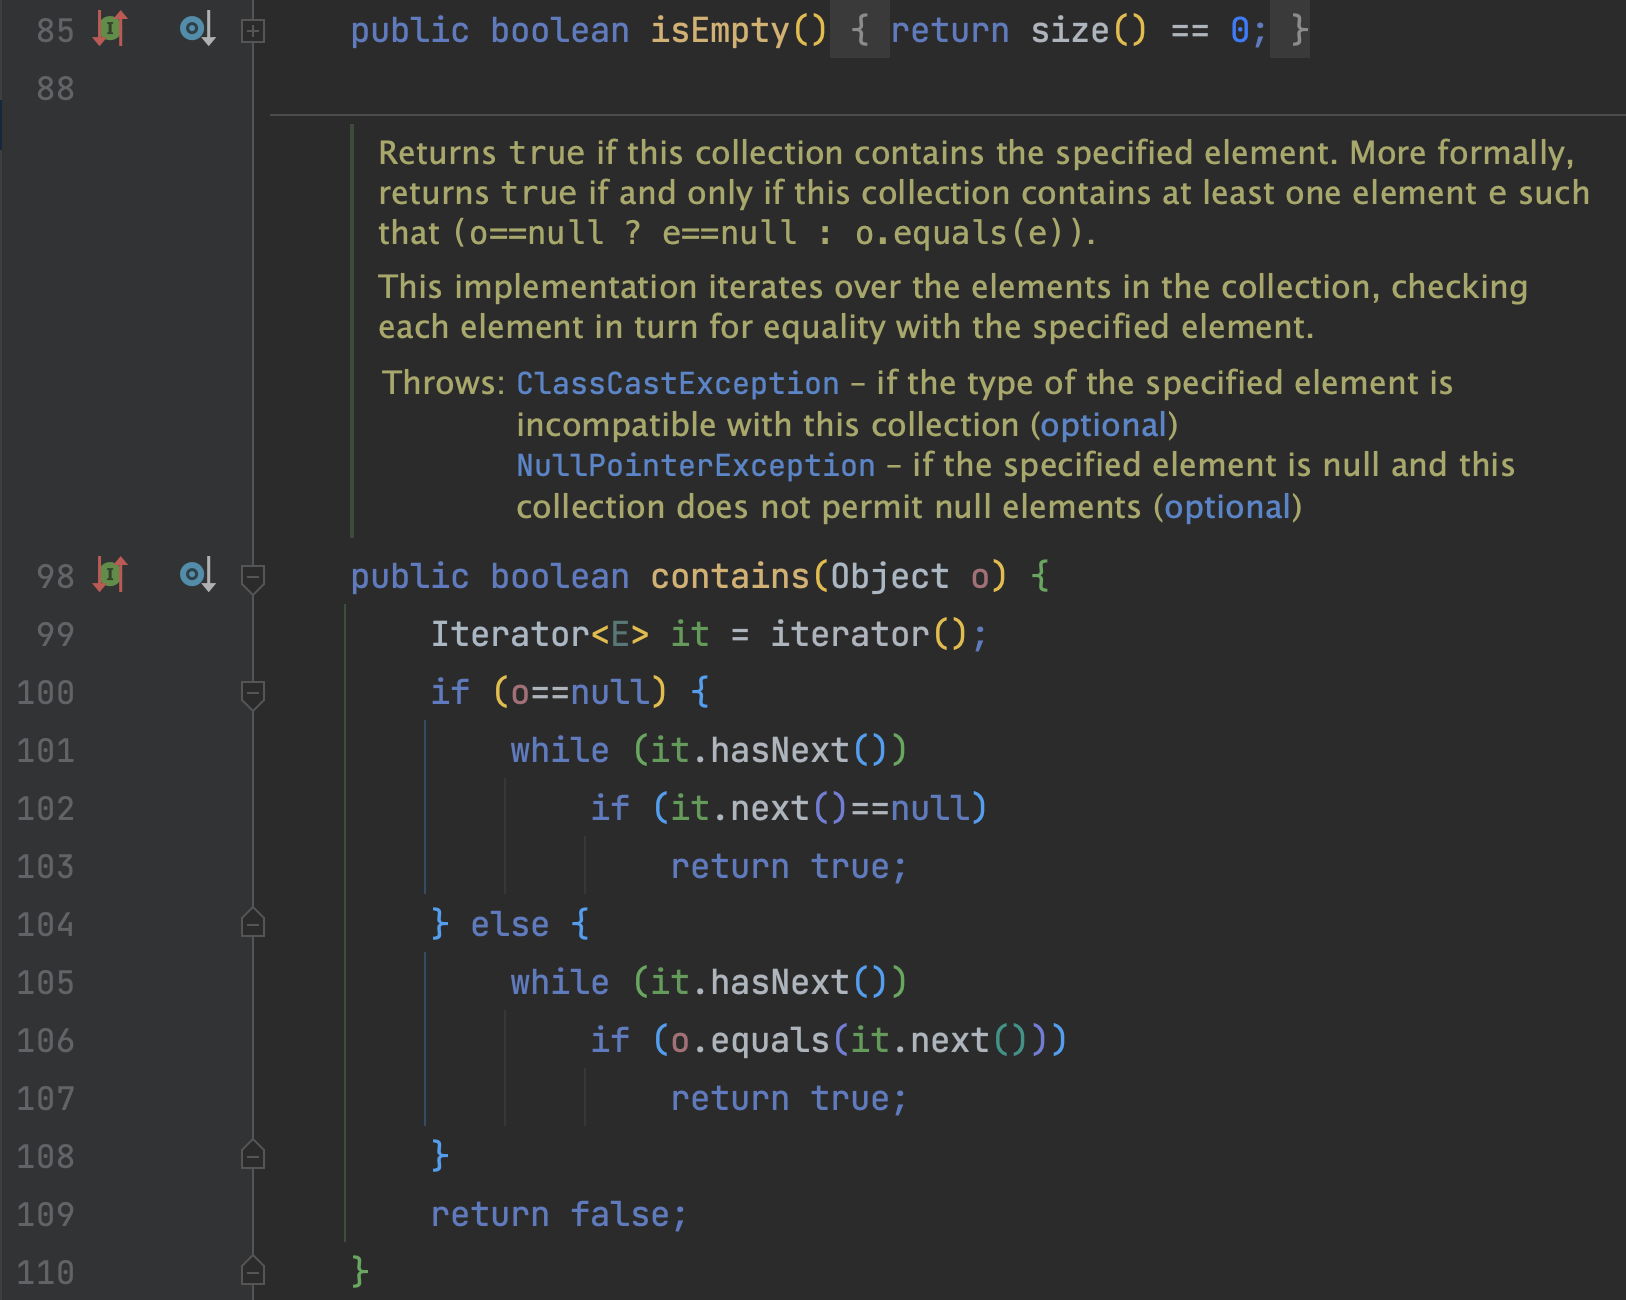 85 public boolean isEmpty() { return size() == 0; }
88
Returns true if this collection contains the specified element. More formally,
returns true if and only if this collection contains at least one element e such
that (o==null ? e==null : o.equals(e)).
This implementation iterates over the elements in the collection, checking
each element in turn for equality with the specified element.
Throws: ClassCastException – if the type of the specified element is
incompatible with this collection (optional)
NullPointerException – if the specified element is null and this
collection does not permit null elements (optional)
98 public boolean contains(Object o) {
99 Iterator<E> it = iterator();
100 if (o==null) {
101 while (it.hasNext())
102 if (it.next()==null)
103 return true;
104 } else {
105 while (it.hasNext())
106 if (o.equals(it.next()))
107 return true;
108 }
109 return false;
110 }